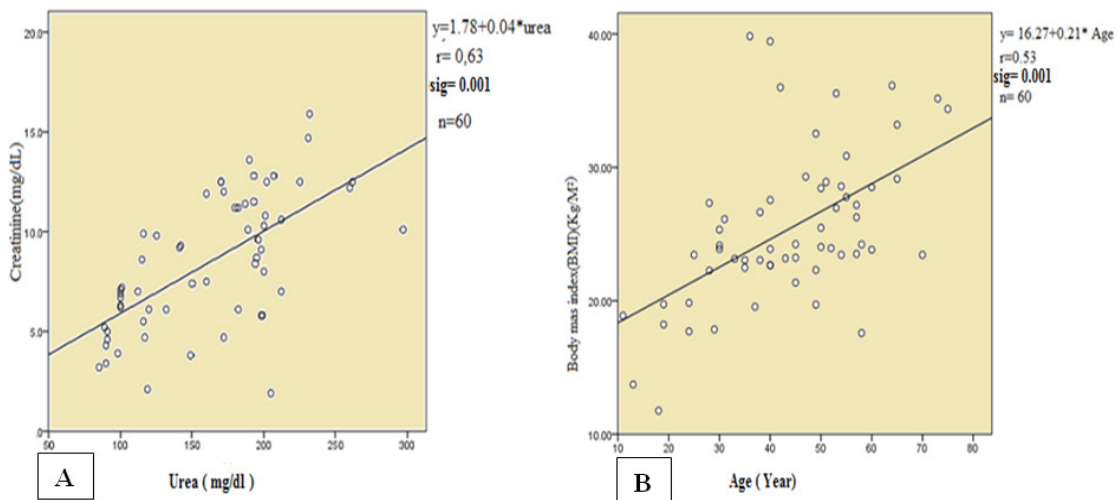 20.0
15.0
10.0
5.0
.0
50
100
150
200
250
300
Creatinine(mg/dL)
Urea ( mg/dl )
A
y=1.78+0.04*urea
r= 0,63
sig= 0.001
n=60
40.00
30.00
20.00
10.00
10
20
30
40
50
60
70
80
Body mas index(BMI)(Kg/M²)
Age ( Year)
B
y= 16.27+0.21* Age
r=0.53
sig= 0.001
n= 60